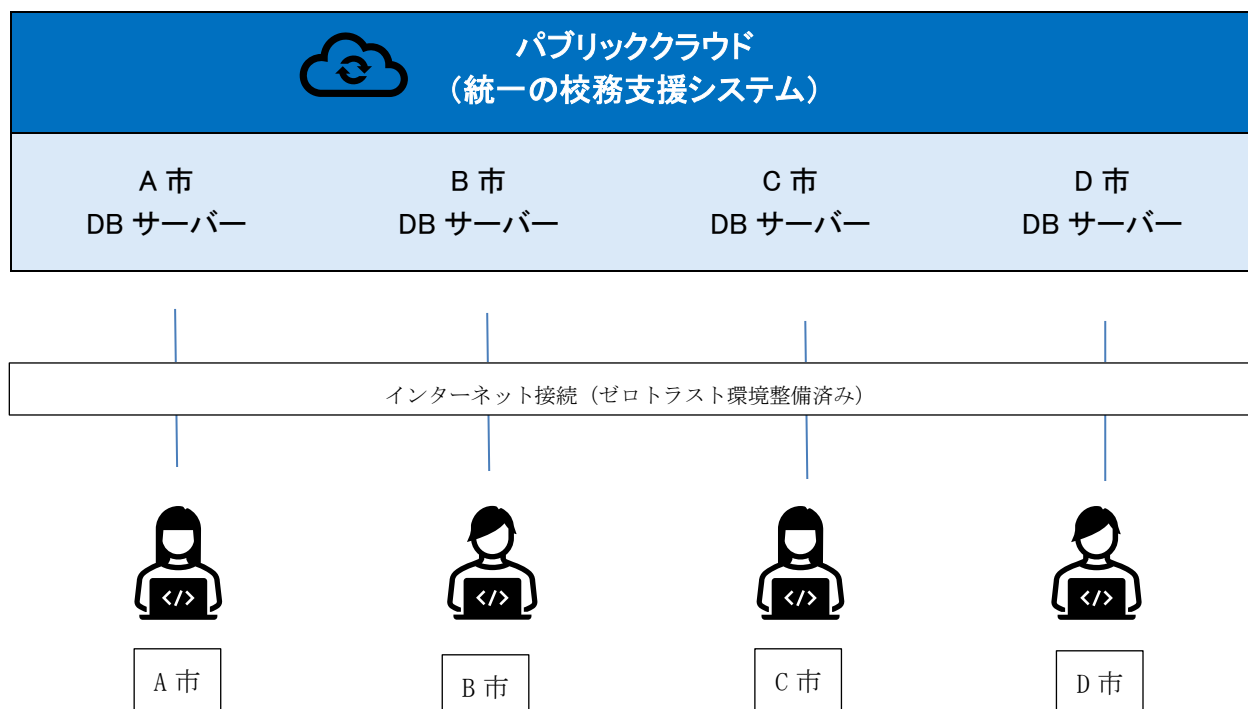 パブリッククラウド
（統一の校務支援システム）
A 市
DB サーバー
B 市
DB サーバー
C 市
DB サーバー
D 市
DB サーバー
インターネット接続（ゼロトラスト環境整備済み）
</>
</>
</>
</>
A 市
B 市
C 市
D 市